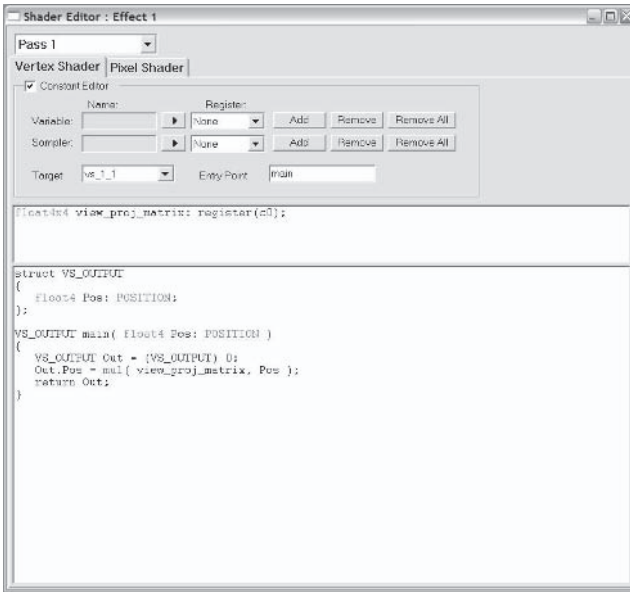 Shader Editor : Effect 1
Pass 1
Vertex Shader Pixel Shader
Constant Editor
Name: Register:
Variable: None Add Remove Remove All
Sampler: None Add Remove Remove All
Target vs_1_1 Entry Point main
float4x4 view_proj_matrix: register(c0);
struct VS_OUTPUT
{
float4 Pos: POSITION;
};
VS_OUTPUT main( float4 Pos: POSITION )
{
VS_OUTPUT Out = (VS_OUTPUT) 0;
Out.Pos = mul( view_proj_matrix, Pos );
return Out;
}